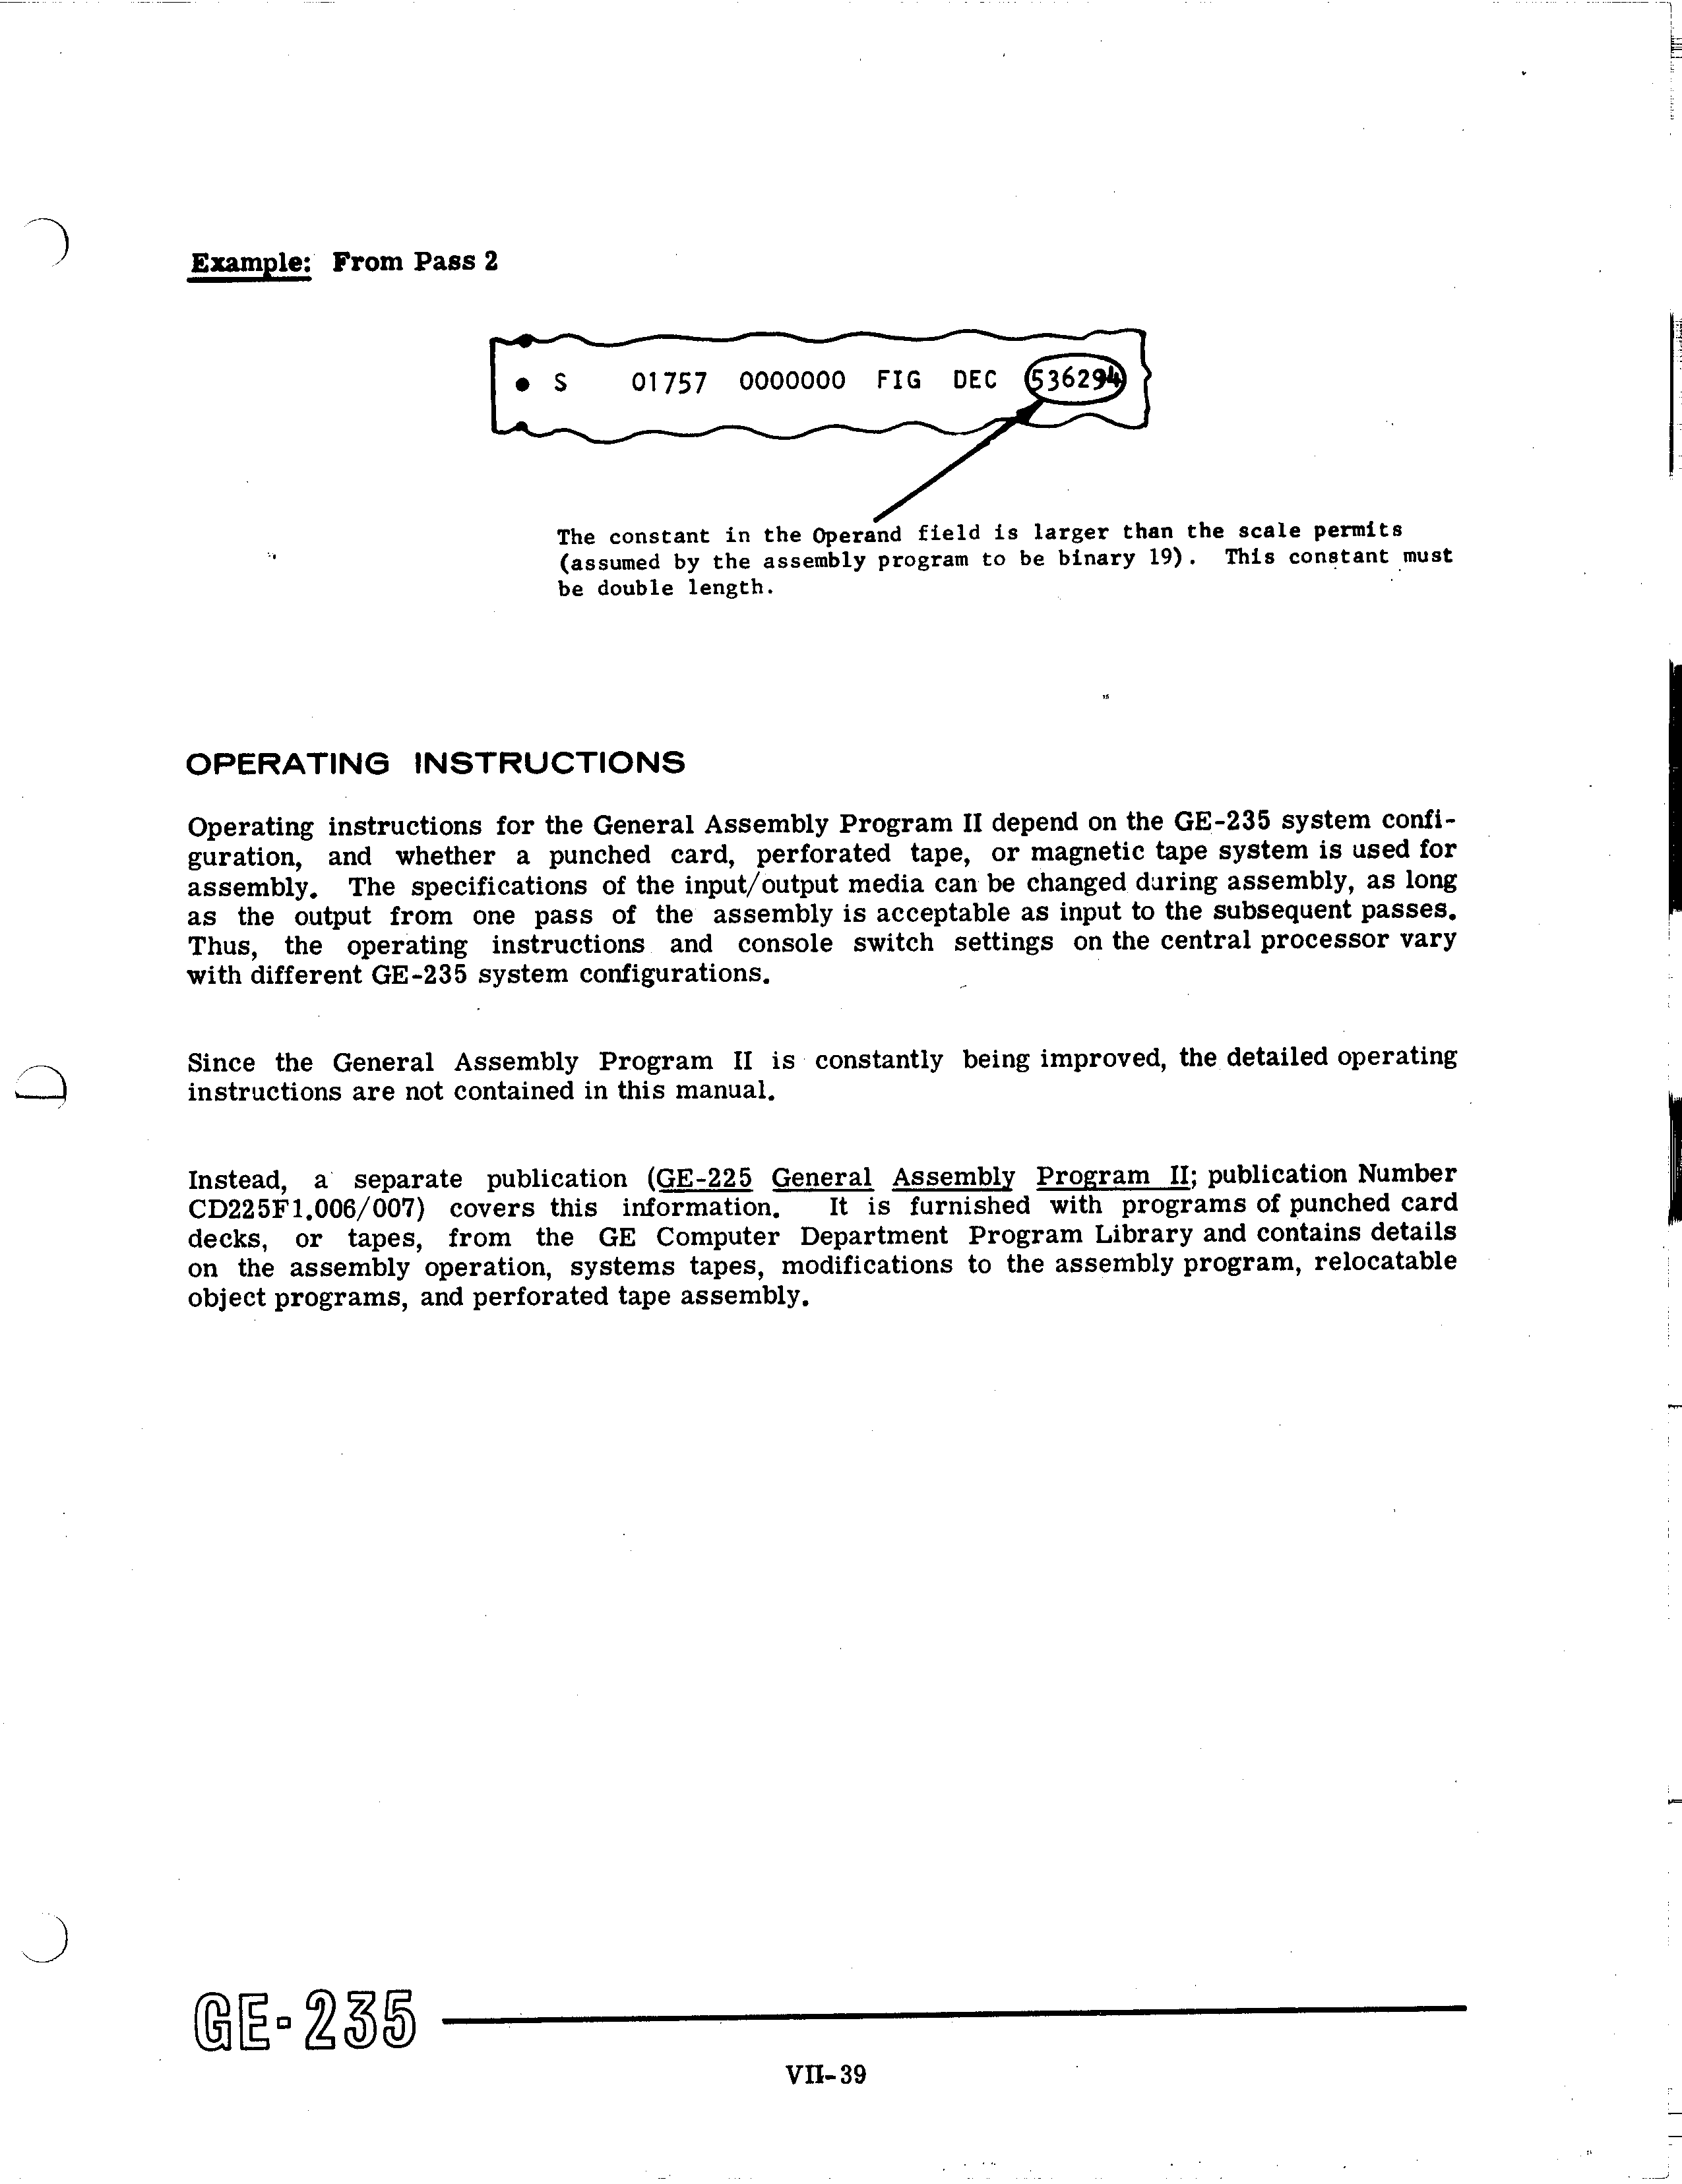 Example: From Pass 2
● S 01757 0000000 FIG DEC 536294
The constant in the Operand field is larger than the scale permits
(assumed by the assembly program to be binary 19). This constant must
be double length.
OPERATING INSTRUCTIONS
Operating instructions for the General Assembly Program II depend on the GE-235 system confi-
guration, and whether a punched card, perforated tape, or magnetic tape system is used for
assembly. The specifications of the input/output media can be changed during assembly, as long
as the output from one pass of the assembly is acceptable as input to the subsequent passes.
Thus, the operating instructions and console switch settings on the central processor vary
with different GE-235 system configurations.
Since the General Assembly Program II is constantly being improved, the detailed operating
instructions are not contained in this manual.
Instead, a separate publication (GE-225 General Assembly Program II; publication Number
CD225F1.006/007) covers this information. It is furnished with programs of punched card
decks, or tapes, from the GE Computer Department Program Library and contains details
on the assembly operation, systems tapes, modifications to the assembly program, relocatable
object programs, and perforated tape assembly.
GE-235
VII-39